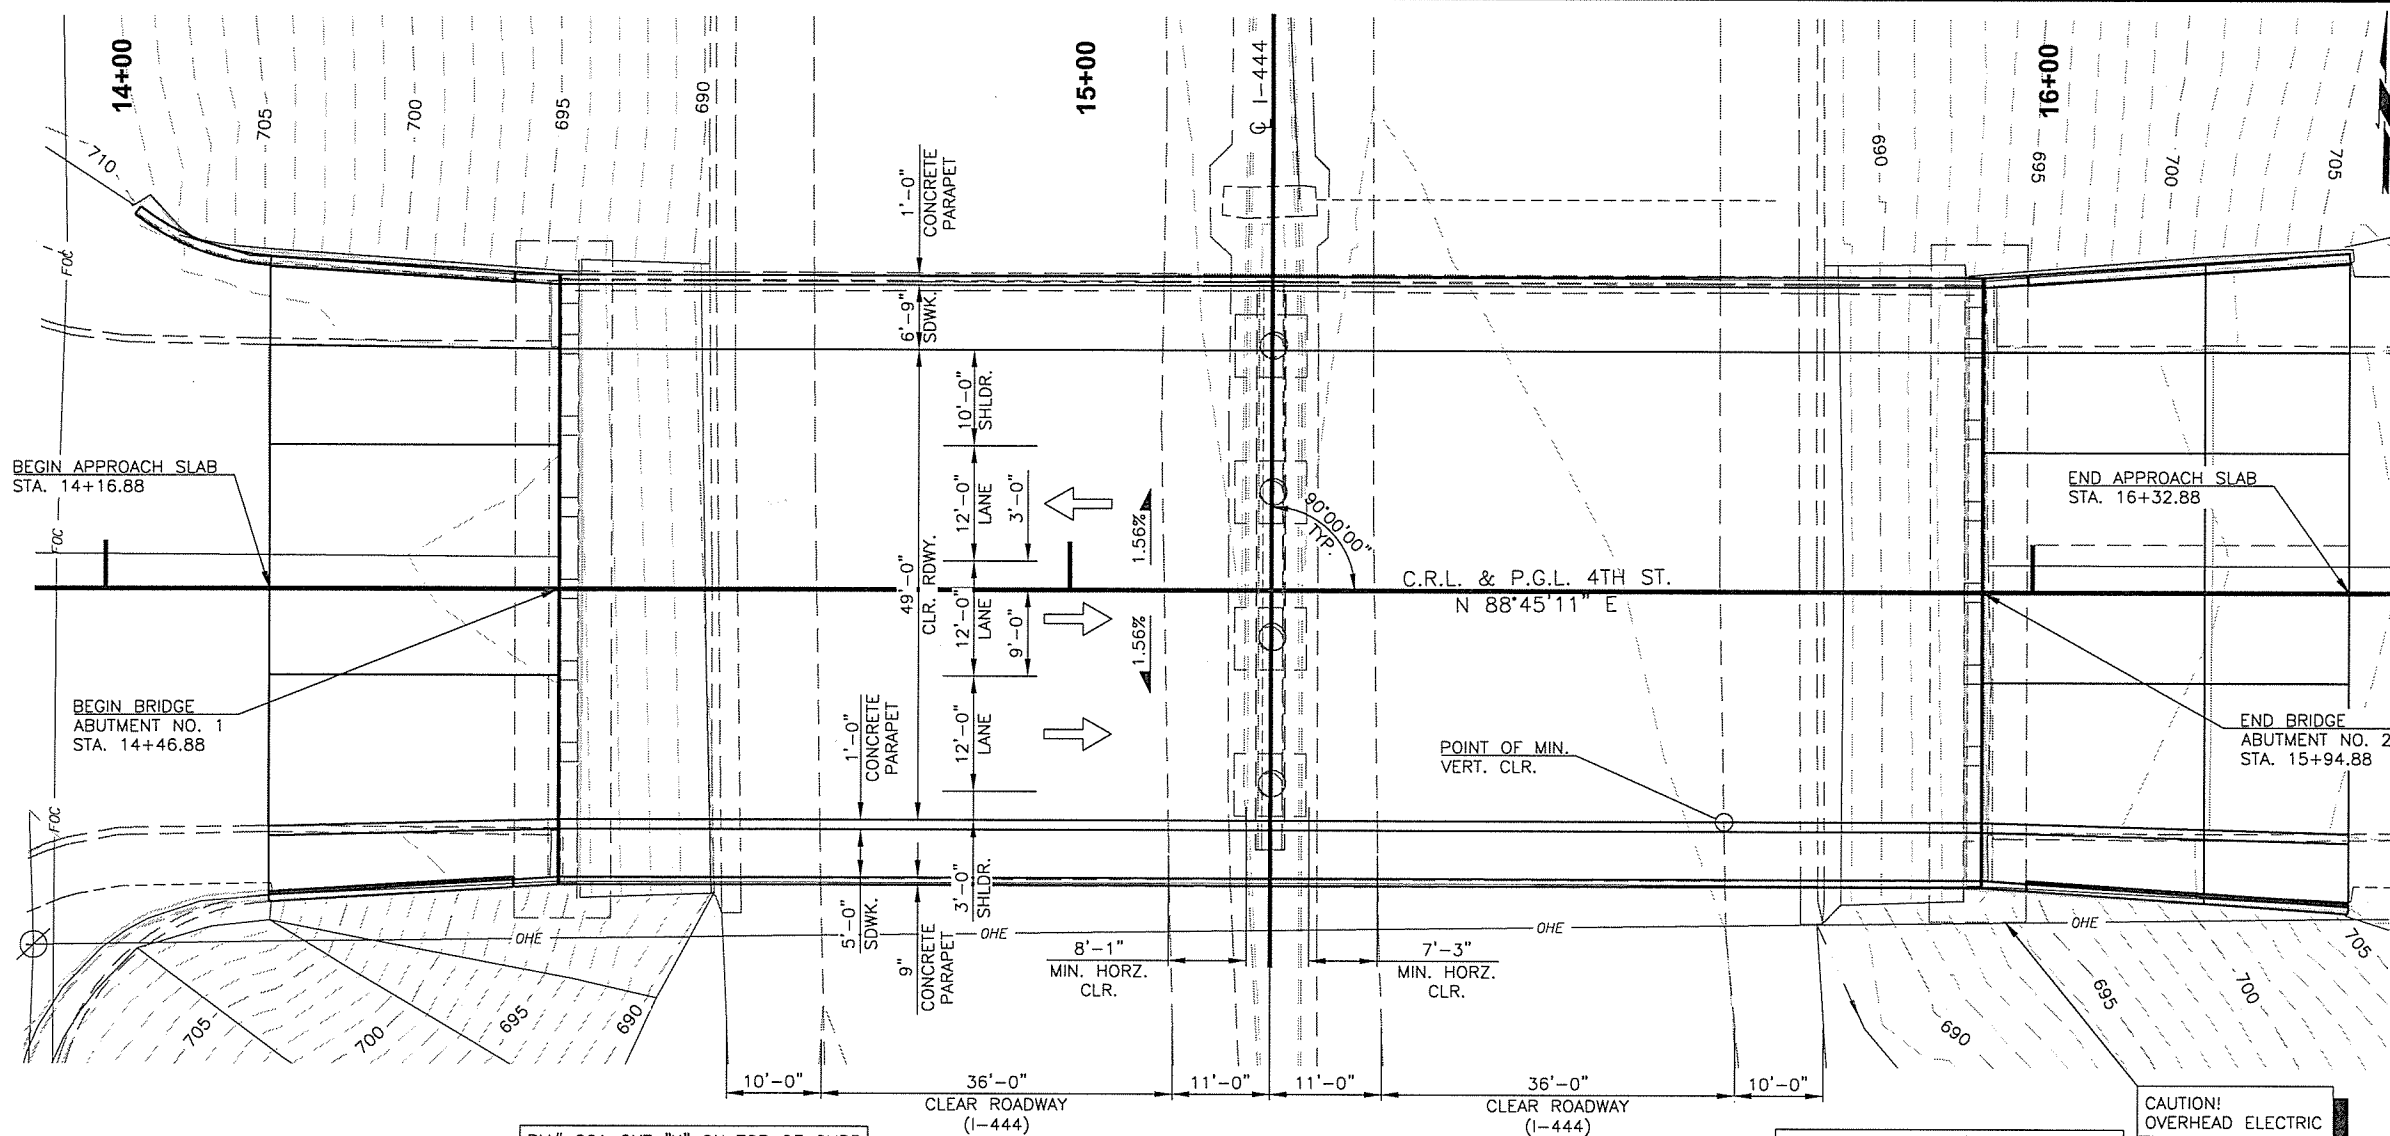 14+00
15+00
16+00
710
705
700
695
690
690
695
700
705
℄ I-444
1'-0"
CONCRETE
PARAPET
6'-9"
SDWK.
FOC
FOC
FOC
10'-0"
SHLDR.
12'-0"
LANE
3'-0"
1.56%
49'-0"
CLR. RDWY.
12'-0"
LANE
9'-0"
1.56%
12'-0"
LANE
90°00'00"
TYP.
C.R.L. & P.G.L. 4TH ST.
N 88°45'11" E
BEGIN APPROACH SLAB
STA. 14+16.88
END APPROACH SLAB
STA. 16+32.88
BEGIN BRIDGE
ABUTMENT NO. 1
STA. 14+46.88
END BRIDGE
ABUTMENT NO. 2
STA. 15+94.88
1'-0"
CONCRETE
PARAPET
POINT OF MIN.
VERT. CLR.
3'-0"
SHLDR.
5'-0"
SDWK.
9"
CONCRETE
PARAPET
OHE
OHE
OHE
OHE
8'-1"
MIN. HORZ.
CLR.
7'-3"
MIN. HORZ.
CLR.
705
700
695
690
690
695
700
705
10'-0"
36'-0"
CLEAR ROADWAY
(I-444)
11'-0"
11'-0"
36'-0"
CLEAR ROADWAY
(I-444)
10'-0"
CAUTION!
OVERHEAD ELECTRIC